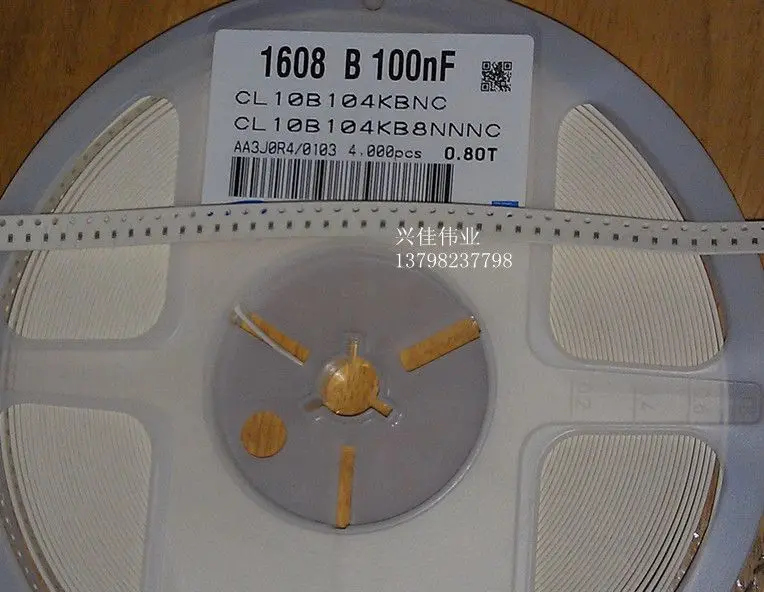 1608 B 100nF
CL10B104KBNC
CL10B104KB8NNNC
AA3J0R4/0103 4,000pcs 0.80T
兴佳伟业
13798237798